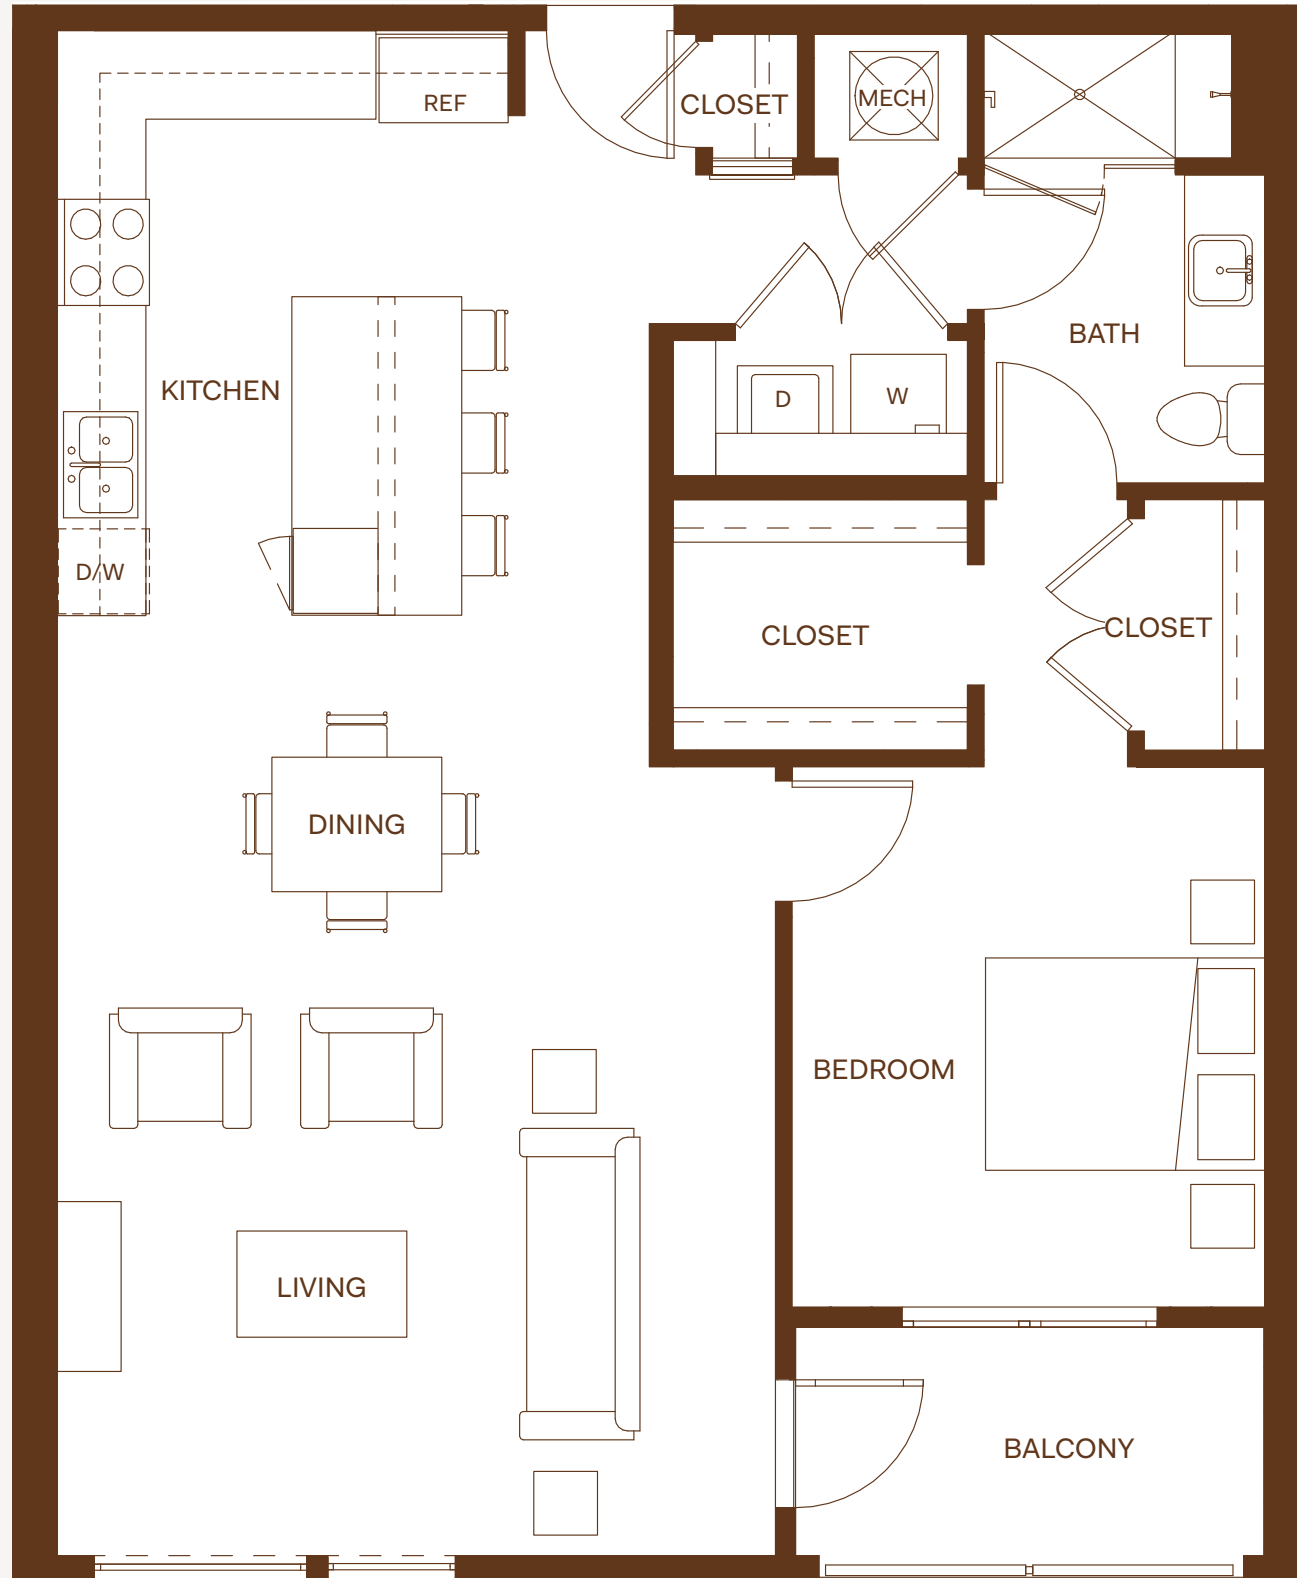 REF
CLOSET
MECH
BATH
KITCHEN
D
W
D/W
CLOSET
CLOSET
DINING
BEDROOM
LIVING
BALCONY